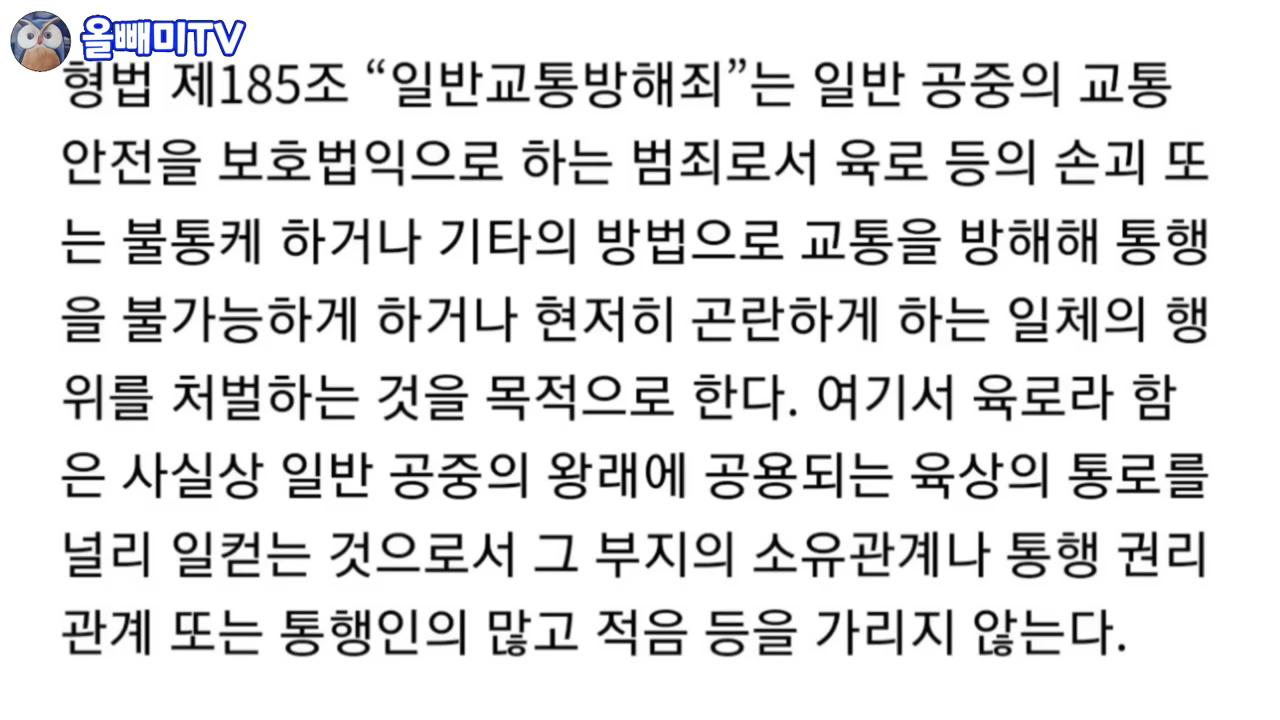 올빼미TV
형법 제185조 “일반교통방해죄”는 일반 공중의 교통
안전을 보호법익으로 하는 범죄로서 육로 등의 손괴 또
는 불통케 하거나 기타의 방법으로 교통을 방해해 통행
을 불가능하게 하거나 현저히 곤란하게 하는 일체의 행
위를 처벌하는 것을 목적으로 한다. 여기서 육로라 함
은 사실상 일반 공중의 왕래에 공용되는 육상의 통로를
널리 일컫는 것으로서 그 부지의 소유관계나 통행 권리
관계 또는 통행인의 많고 적음 등을 가리지 않는다.